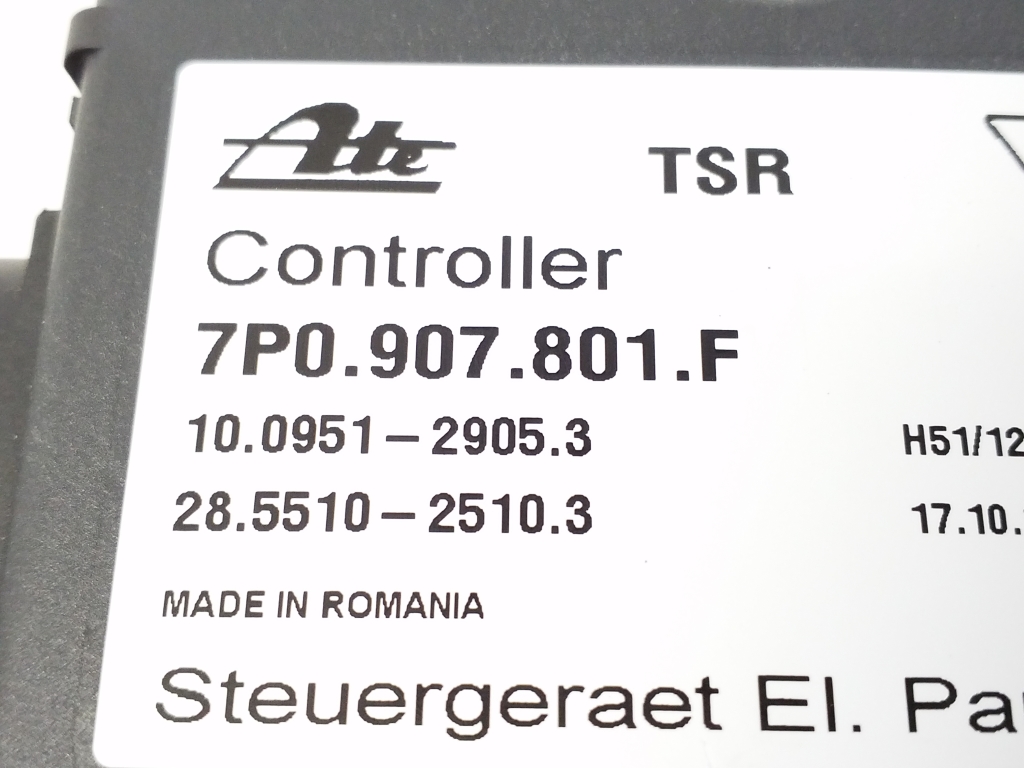 Ate TSR
Controller
7P0.907.801.F
10.0951-2905.3 H51/12
28.5510-2510.3 17.10.
MADE IN ROMANIA
Steuergeraet El.